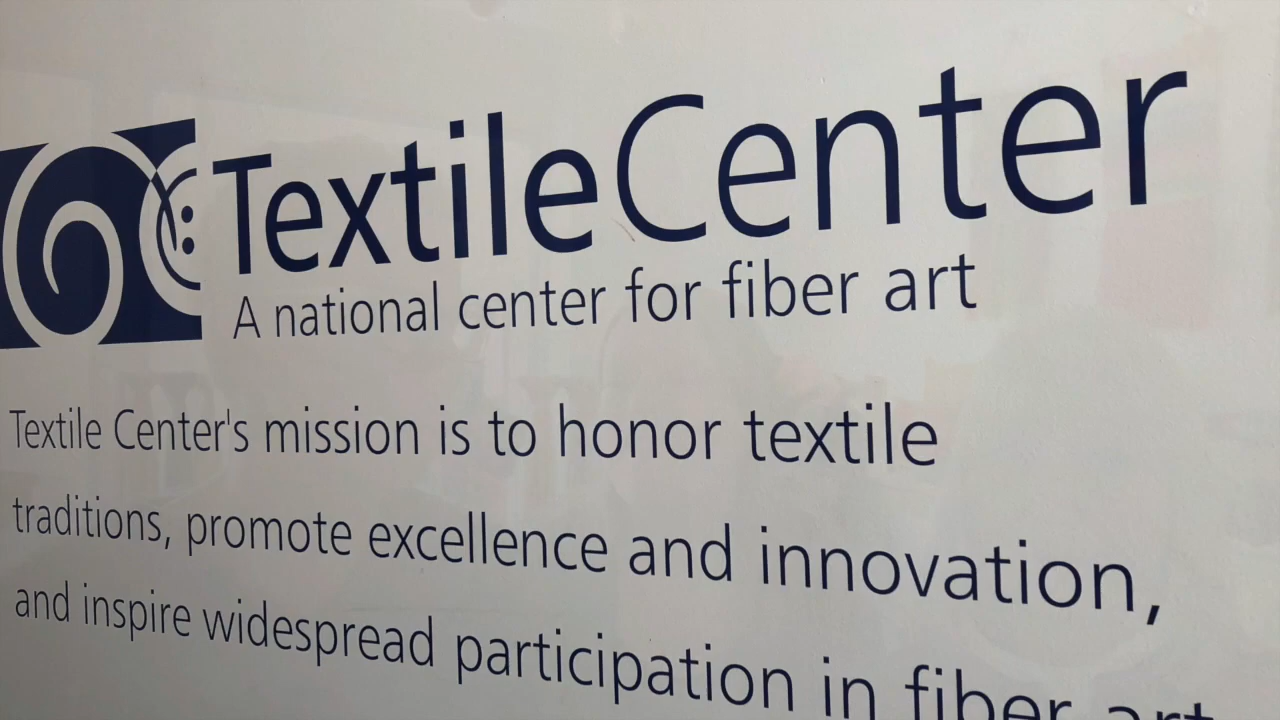 TextileCenter
A national center for fiber art
Textile Center's mission is to honor textile
traditions, promote excellence and innovation,
and inspire widespread participation in fiber art